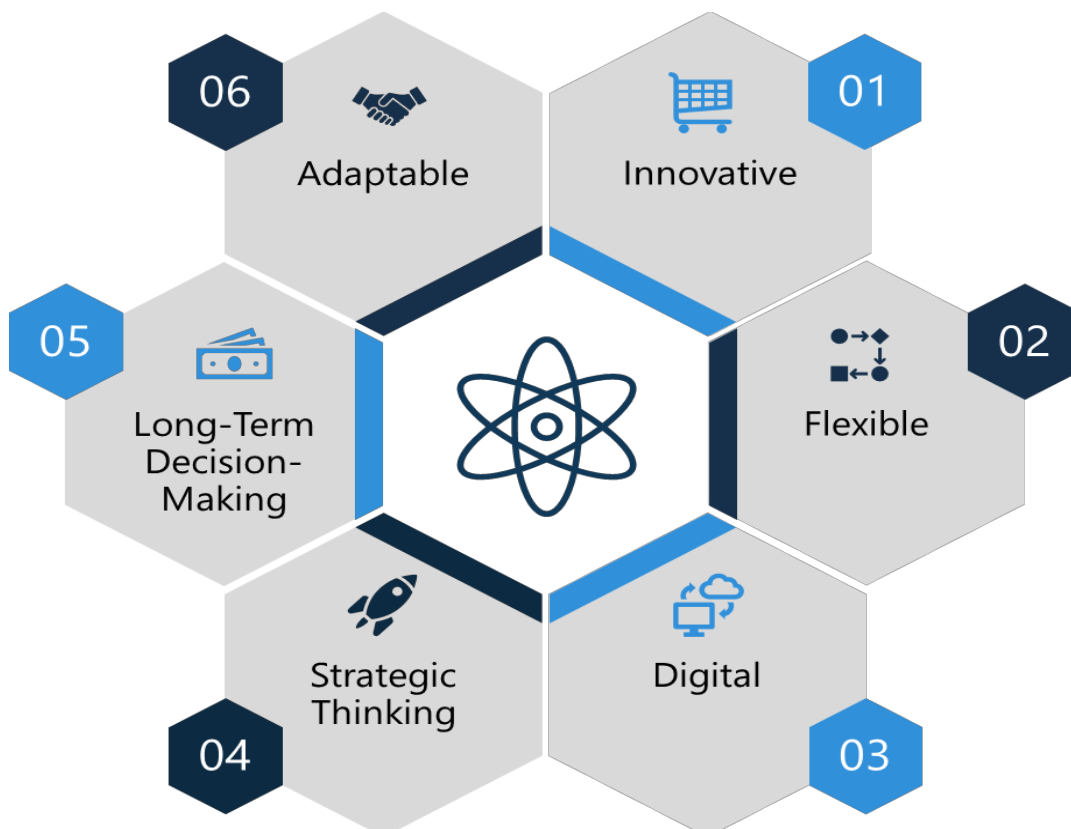 01
Innovative
02
Flexible
03
Digital
04
Strategic
Thinking
05
Long-Term
Decision-
Making
06
Adaptable